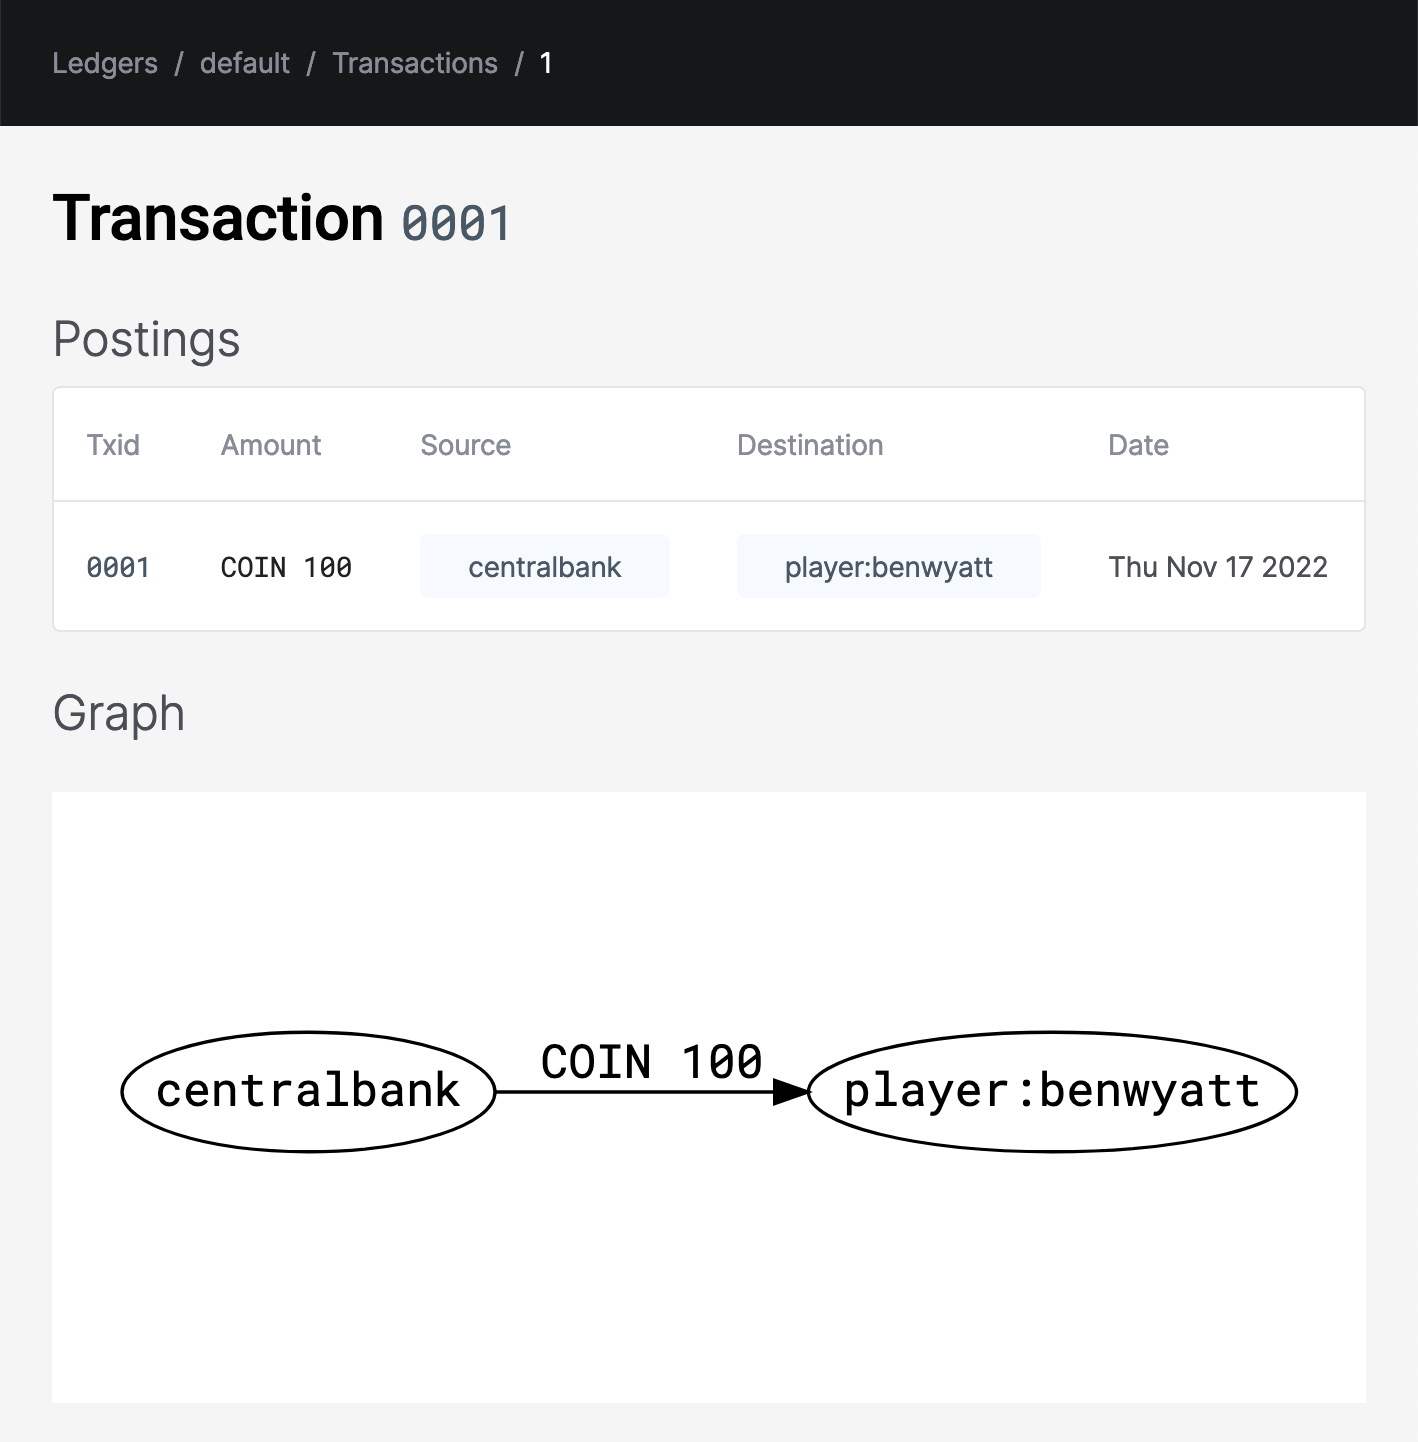 Ledgers / default / Transactions / 1
Transaction 0001
Postings
Txid Amount Source Destination Date
0001 COIN 100 centralbank player:benwyatt Thu Nov 17 2022
Graph
COIN 100
centralbank player:benwyatt